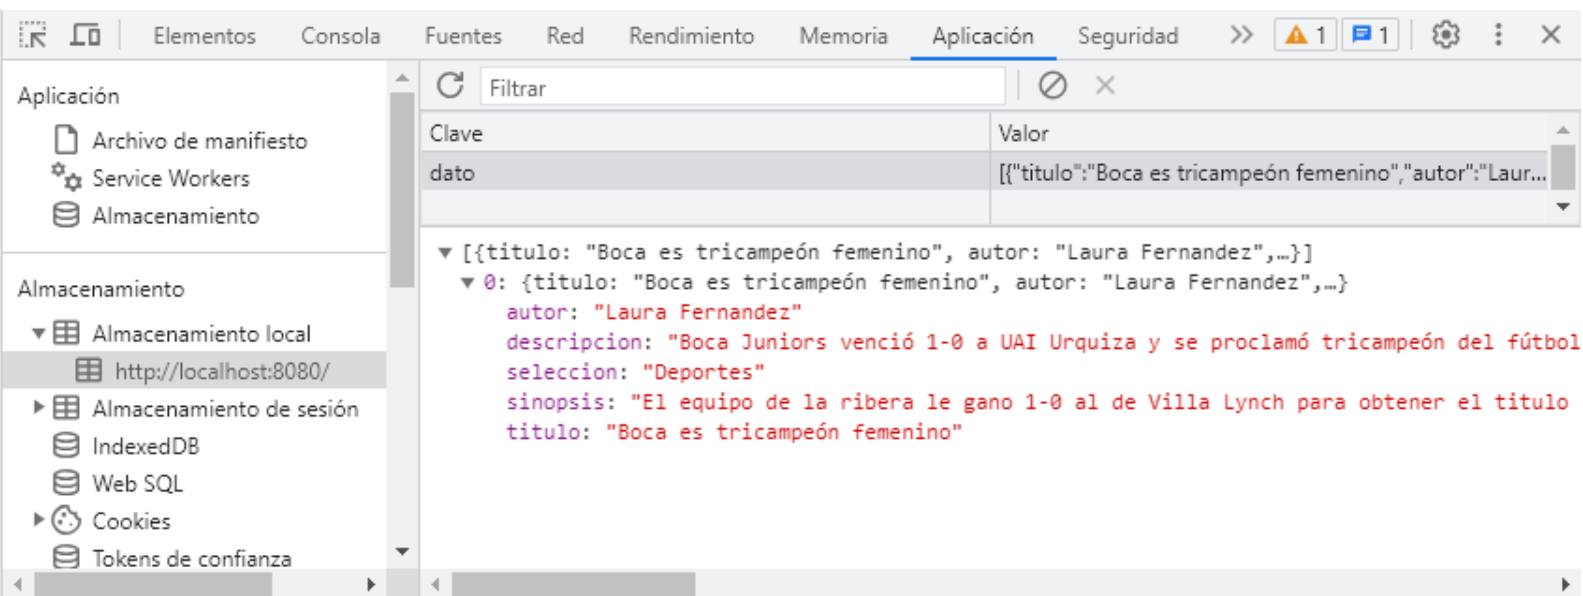 Elementos Consola Fuentes Red Rendimiento Memoria Aplicación Seguridad 1 1
Aplicación
Archivo de manifiesto
Service Workers
Almacenamiento
Almacenamiento
Almacenamiento local
http://localhost:8080/
Almacenamiento de sesión
IndexedDB
Web SQL
Cookies
Tokens de confianza
Filtrar
Clave Valor
dato [{"titulo":"Boca es tricampeón femenino","autor":"Laur...
[{titulo: "Boca es tricampeón femenino", autor: "Laura Fernandez",…}]
0: {titulo: "Boca es tricampeón femenino", autor: "Laura Fernandez",…}
autor: "Laura Fernandez"
descripcion: "Boca Juniors venció 1-0 a UAI Urquiza y se proclamó tricampeón del fútbol
seleccion: "Deportes"
sinopsis: "El equipo de la ribera le gano 1-0 al de Villa Lynch para obtener el titulo
titulo: "Boca es tricampeón femenino"